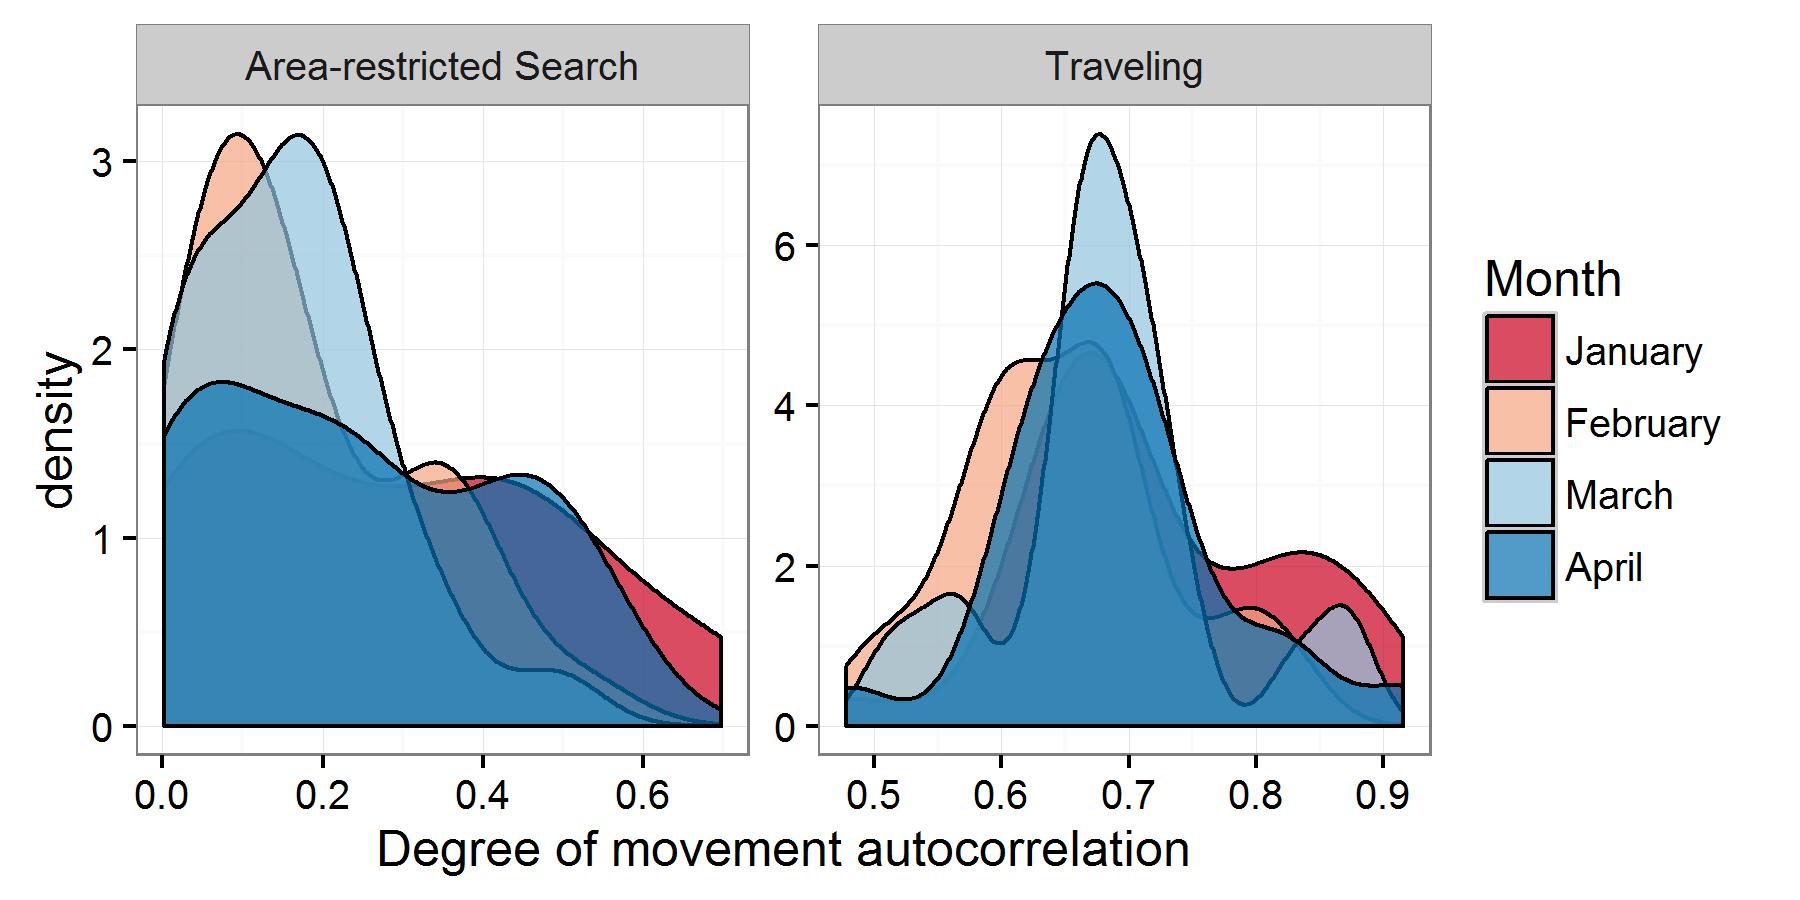 Area-restricted Search
Traveling
density
3
2
1
0
6
4
2
0
0.0 0.2 0.4 0.6
0.5 0.6 0.7 0.8 0.9
Degree of movement autocorrelation
Month
January
February
March
April